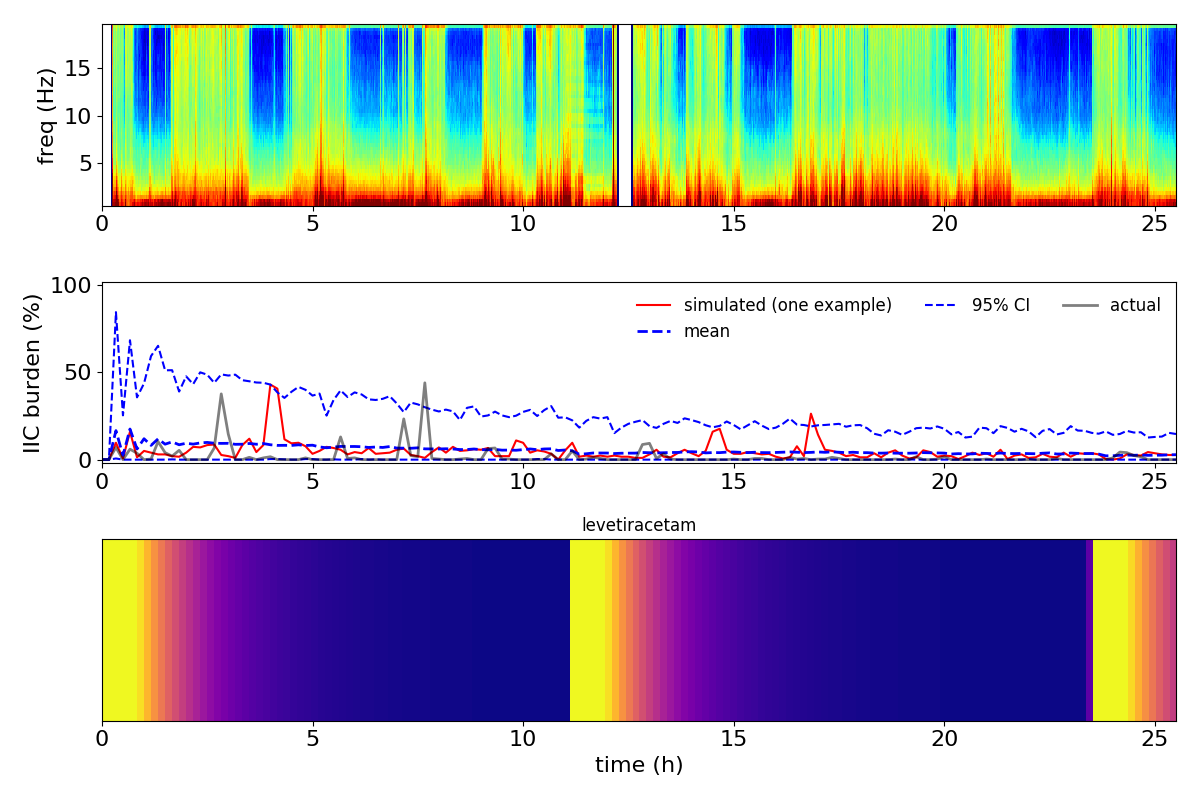 freq (Hz)
15
10
5
0 5 10 15 20 25
IIC burden (%)
100
50
0
simulated (one example) 95% CI actual
mean
0 5 10 15 20 25
levetiracetam
0 5 10 15 20 25
time (h)